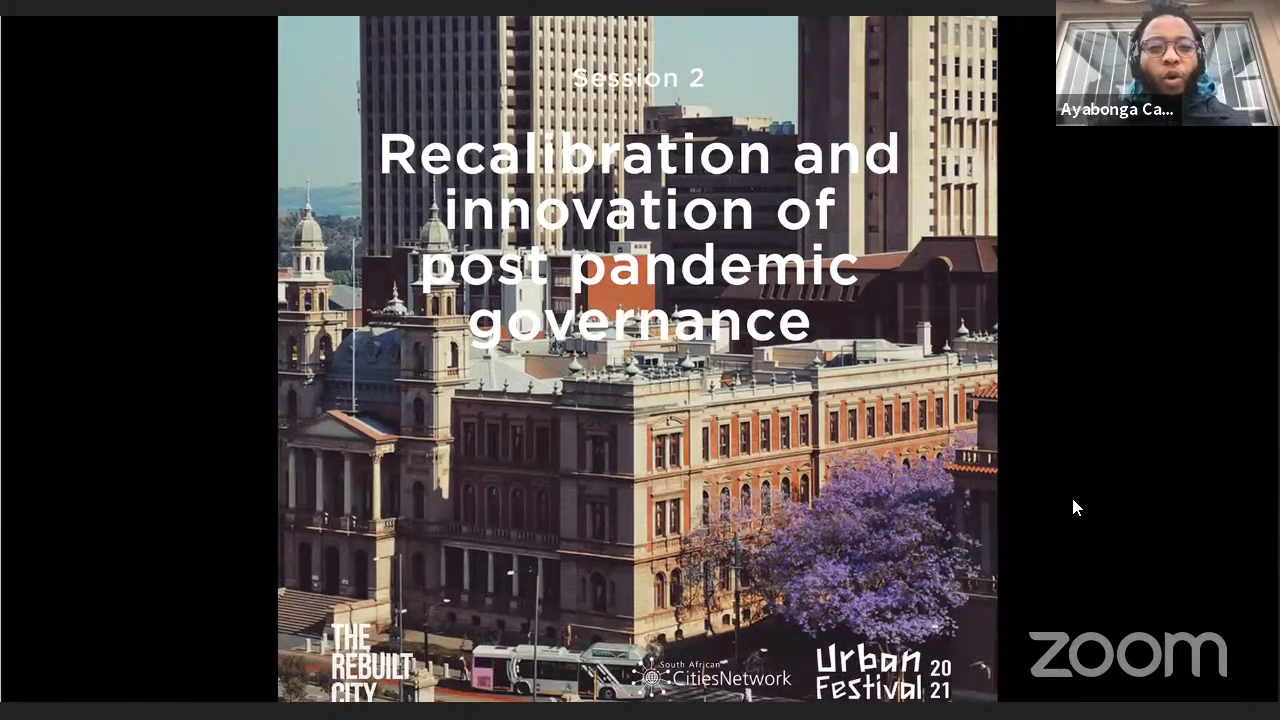 Session 2
Recalibration and
innovation of
post pandemic
governance
Ayabonga Ca...
THE
REBUILT
CITY
South African
CitiesNetwork
Urban
Festival
20
21
zoom